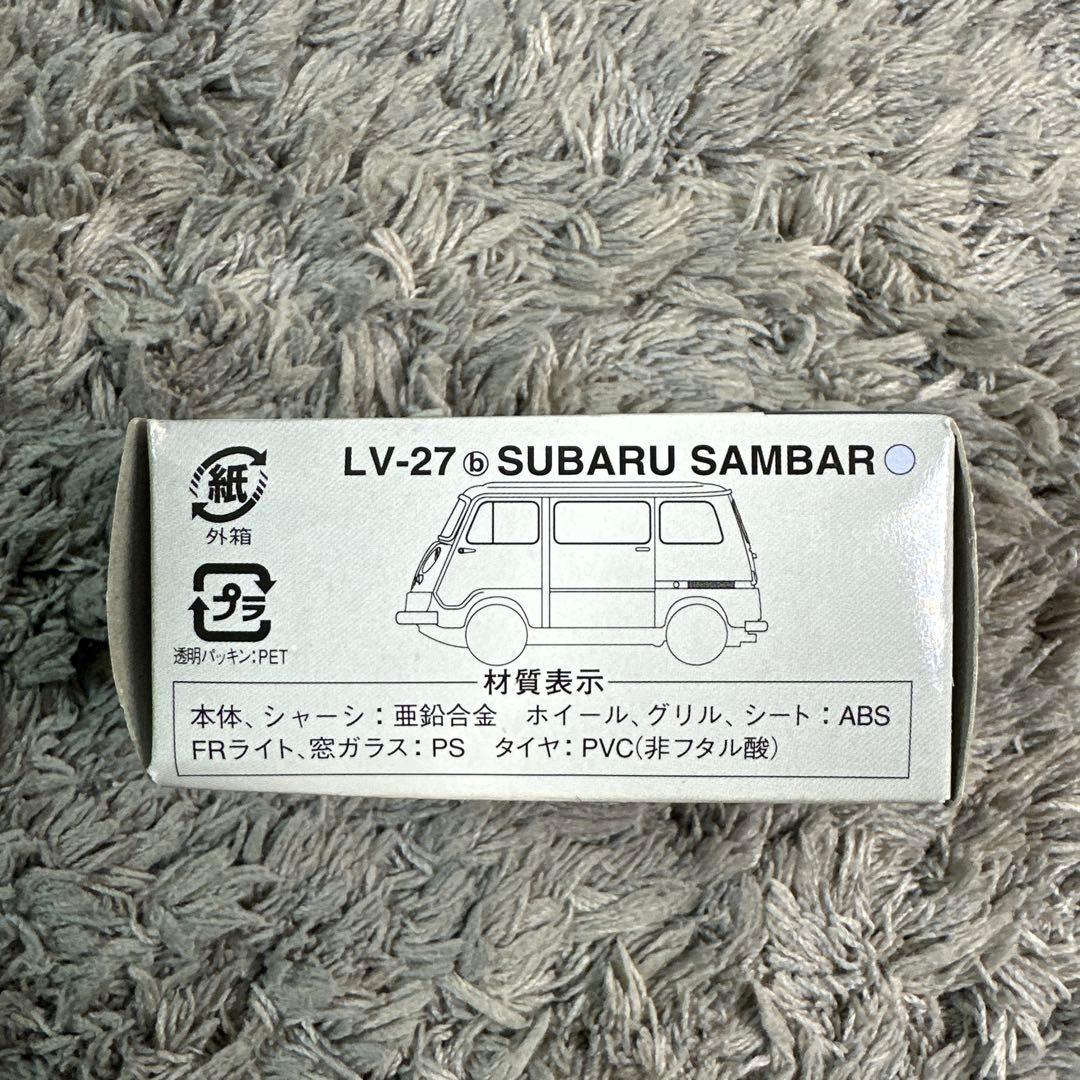 LV-27 ⓑ SUBARU SAMBAR
紙
外箱
プラ
透明パッキン:PET
材質表示
本体、シャーシ:亜鉛合金 ホイール、グリル、シート:ABS
FRライト、窓ガラス:PS タイヤ:PVC(非フタル酸)